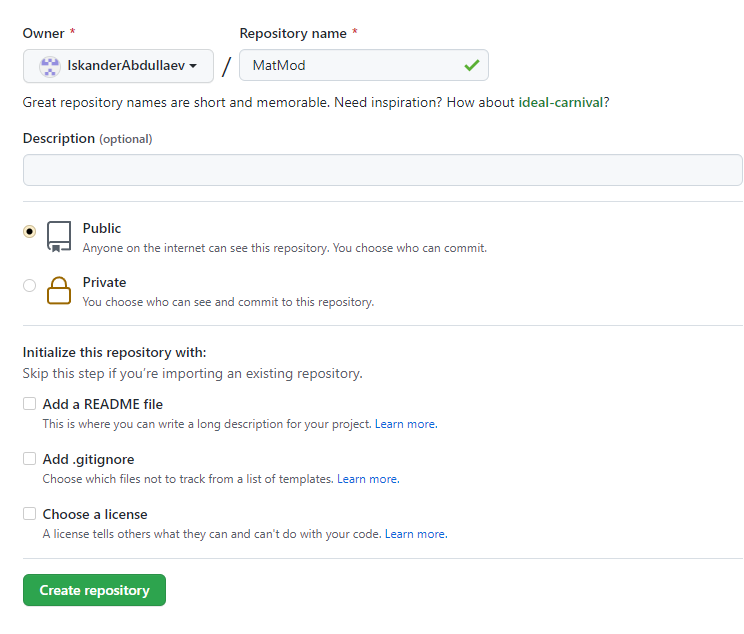 Owner * Repository name *
IskanderAbdullaev / MatMod
Great repository names are short and memorable. Need inspiration? How about ideal-carnival?
Description (optional)
Public
Anyone on the internet can see this repository. You choose who can commit.
Private
You choose who can see and commit to this repository.
Initialize this repository with:
Skip this step if you're importing an existing repository.
Add a README file
This is where you can write a long description for your project. Learn more.
Add .gitignore
Choose which files not to track from a list of templates. Learn more.
Choose a license
A license tells others what they can and can't do with your code. Learn more.
Create repository